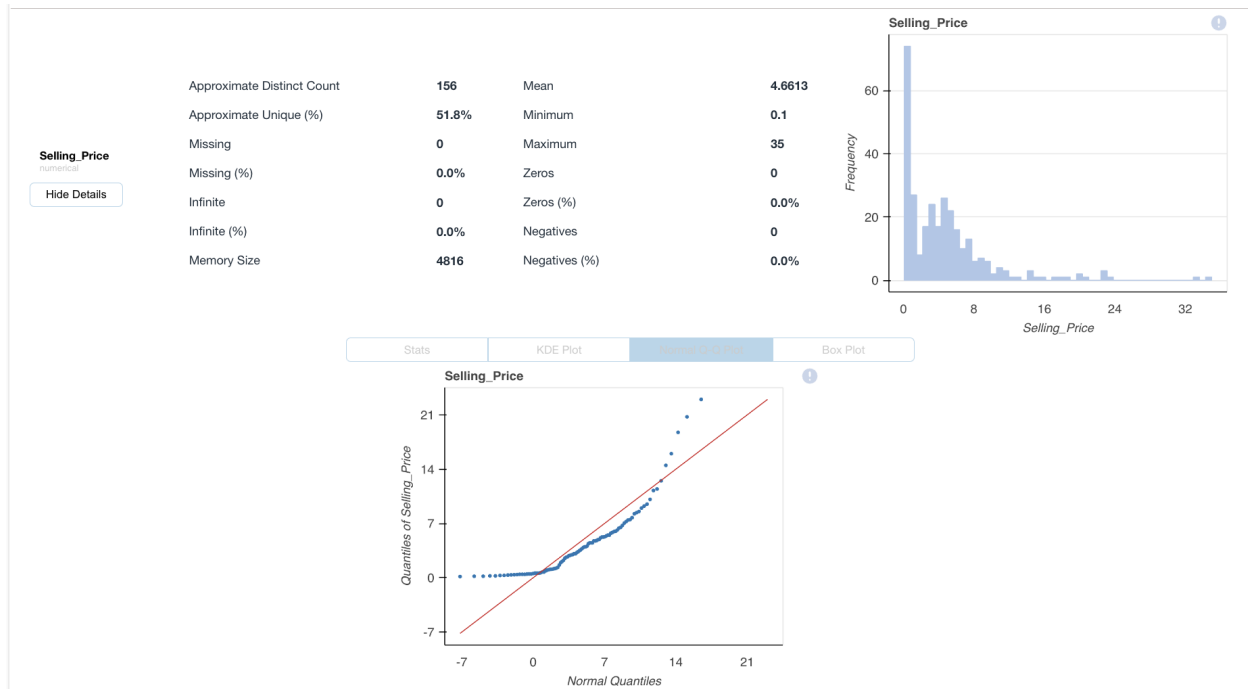 Selling_Price
numerical
Hide Details
Approximate Distinct Count 156 Mean 4.6613
Approximate Unique (%) 51.8% Minimum 0.1
Missing 0 Maximum 35
Missing (%) 0.0% Zeros 0
Infinite 0 Zeros (%) 0.0%
Infinite (%) 0.0% Negatives 0
Memory Size 4816 Negatives (%) 0.0%
Selling_Price
!
Frequency
60
40
20
0
0 8 16 24 32
Selling_Price
Stats KDE Plot Box Plot
Selling_Price
!
Quantiles of Selling_Price
21
14
7
0
-7
-7 0 7 14 21
Normal Quantiles